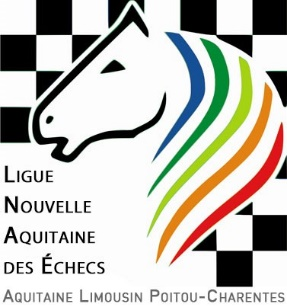 Ligue
Nouvelle
Aquitaine
des Échecs
Aquitaine Limousin Poitou-Charentes